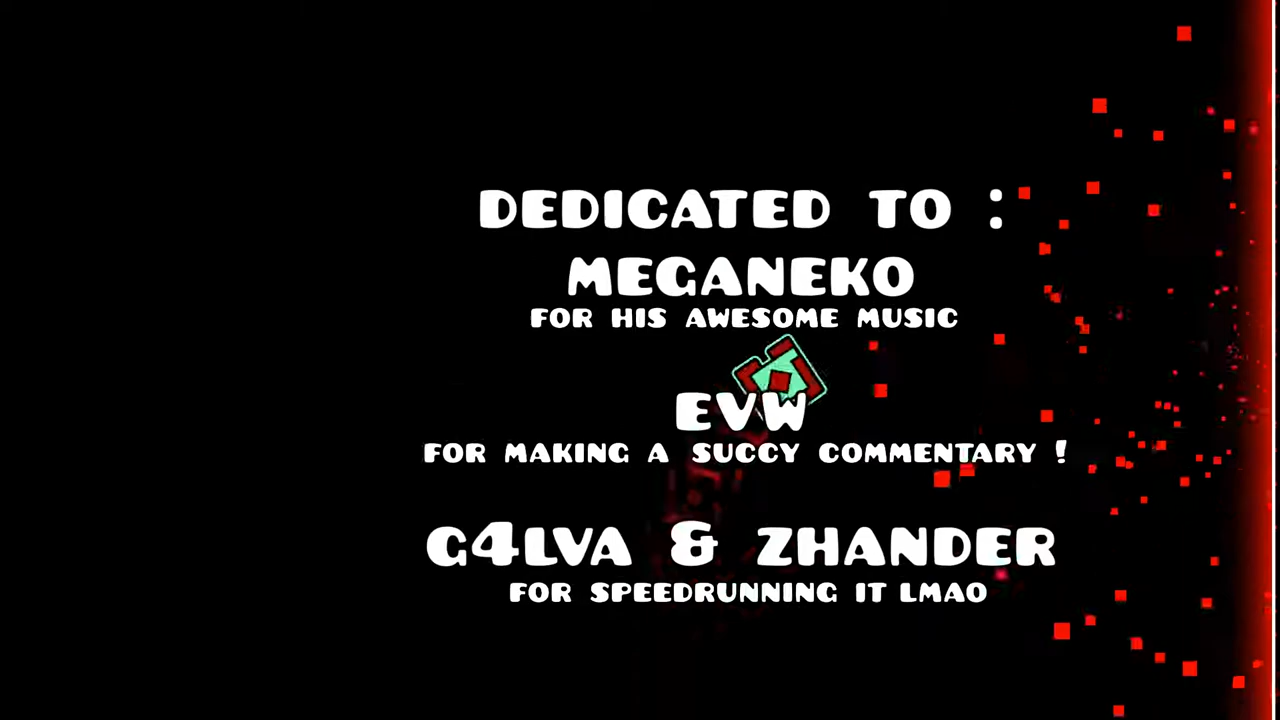 DEDICATED TO :
MEGANEKO
FOR HIS AWESOME MUSIC
EVW
FOR MAKING A SUCCY COMMENTARY !
G4LVA & ZHANDER
FOR SPEEDRUNNING IT LMAO